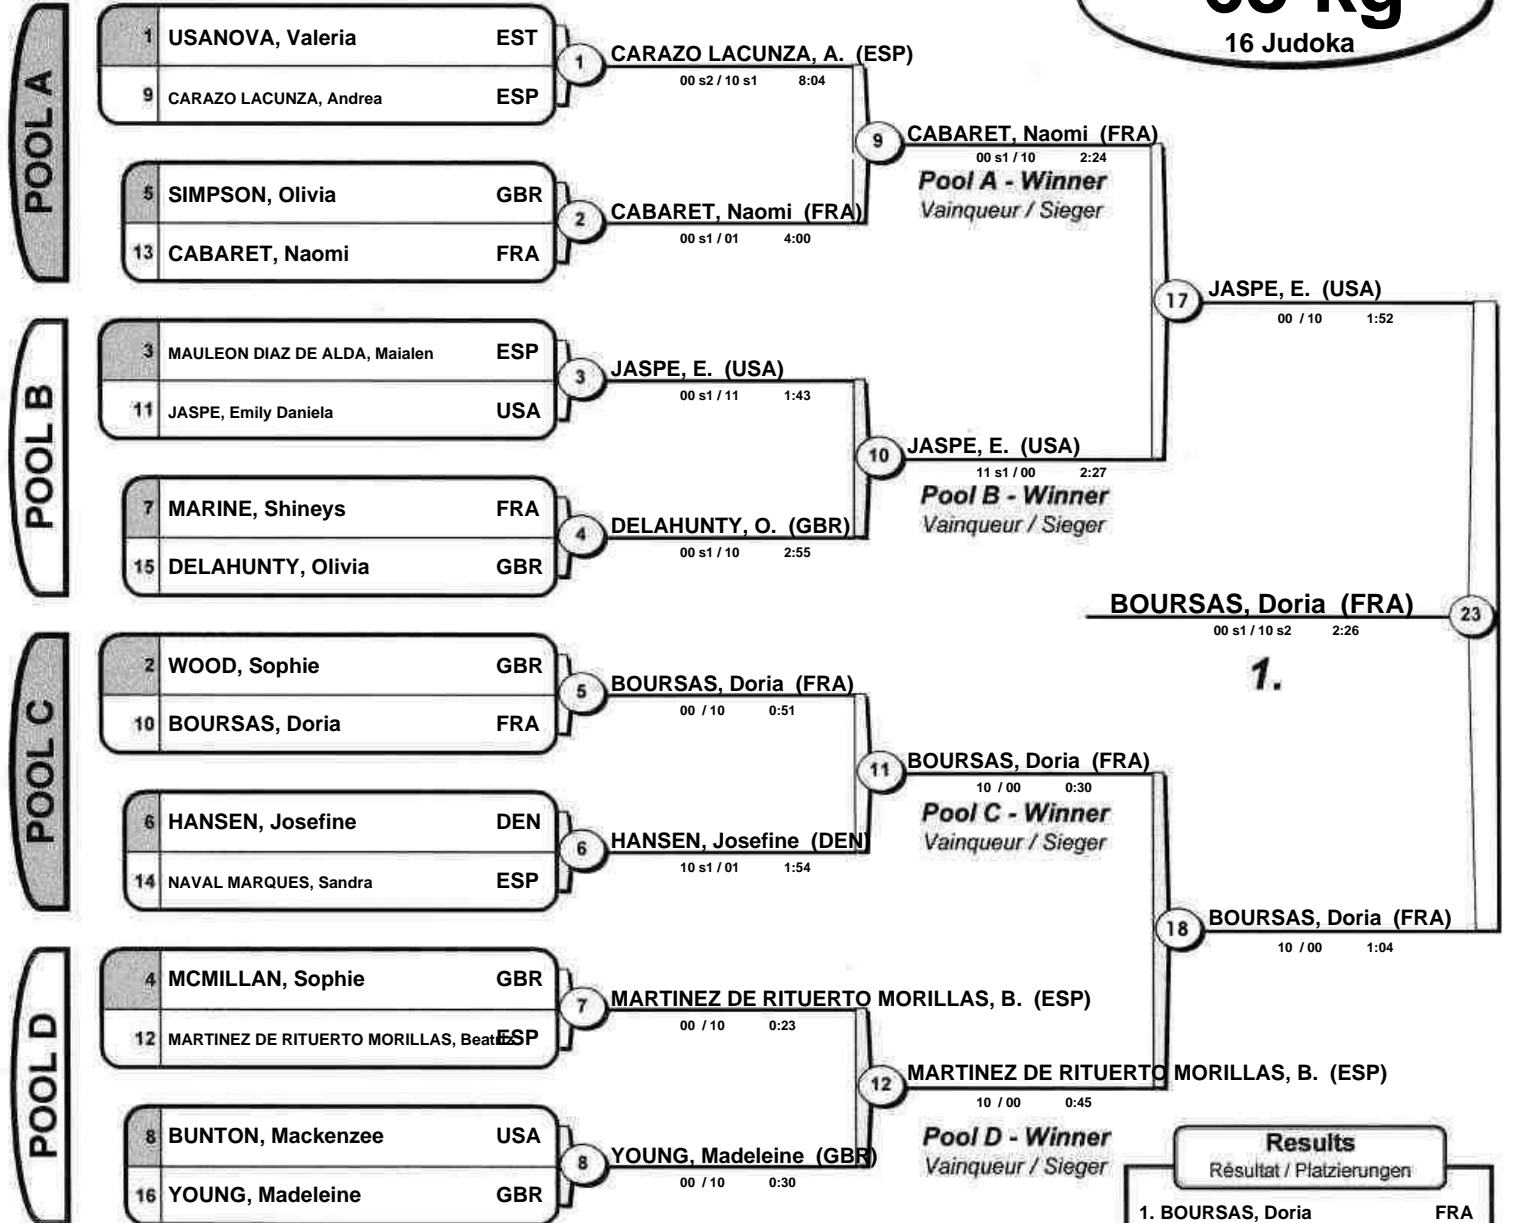 16 Judoka
POOL A
1 USANOVA, Valeria EST
9 CARAZO LACUNZA, Andrea ESP
1
CARAZO LACUNZA, A. (ESP)
00 s2 / 10 s1 8:04
5 SIMPSON, Olivia GBR
13 CABARET, Naomi FRA
2
CABARET, Naomi (FRA)
00 s1 / 01 4:00
9
CABARET, Naomi (FRA)
00 s1 / 10 2:24
Pool A - Winner
Vainqueur / Sieger
POOL B
3 MAULEON DIAZ DE ALDA, Maialen ESP
11 JASPE, Emily Daniela USA
3
JASPE, E. (USA)
00 s1 / 11 1:43
7 MARINE, Shineys FRA
15 DELAHUNTY, Olivia GBR
4
DELAHUNTY, O. (GBR)
00 s1 / 10 2:55
10
JASPE, E. (USA)
11 s1 / 00 2:27
Pool B - Winner
Vainqueur / Sieger
17
JASPE, E. (USA)
00 / 10 1:52
BOURSAS, Doria (FRA)
23
00 s1 / 10 s2 2:26
1.
POOL C
2 WOOD, Sophie GBR
10 BOURSAS, Doria FRA
5
BOURSAS, Doria (FRA)
00 / 10 0:51
6 HANSEN, Josefine DEN
14 NAVAL MARQUES, Sandra ESP
6
HANSEN, Josefine (DEN)
10 s1 / 01 1:54
11
BOURSAS, Doria (FRA)
10 / 00 0:30
Pool C - Winner
Vainqueur / Sieger
18
BOURSAS, Doria (FRA)
10 / 00 1:04
POOL D
4 MCMILLAN, Sophie GBR
12 MARTINEZ DE RITUERTO MORILLAS, Beatriz ESP
7
MARTINEZ DE RITUERTO MORILLAS, B. (ESP)
00 / 10 0:23
8 BUNTON, Mackenzee USA
16 YOUNG, Madeleine GBR
8
YOUNG, Madeleine (GBR)
00 / 10 0:30
12
MARTINEZ DE RITUERTO MORILLAS, B. (ESP)
10 / 00 0:45
Pool D - Winner
Vainqueur / Sieger
Results
Résultat / Platzierungen
1. BOURSAS, Doria FRA